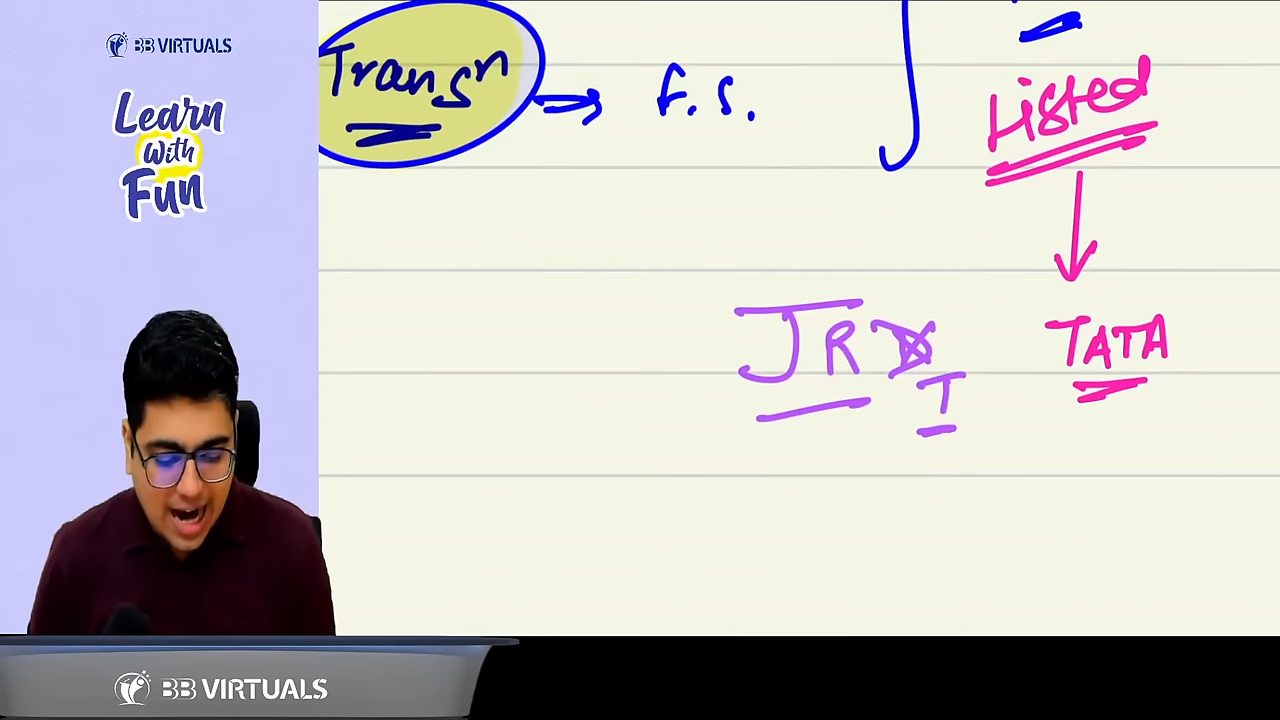 BB VIRTUALS
Learn
With
Fun
Transn
→ F.S.
Listed
TATA
JR
T
BB VIRTUALS